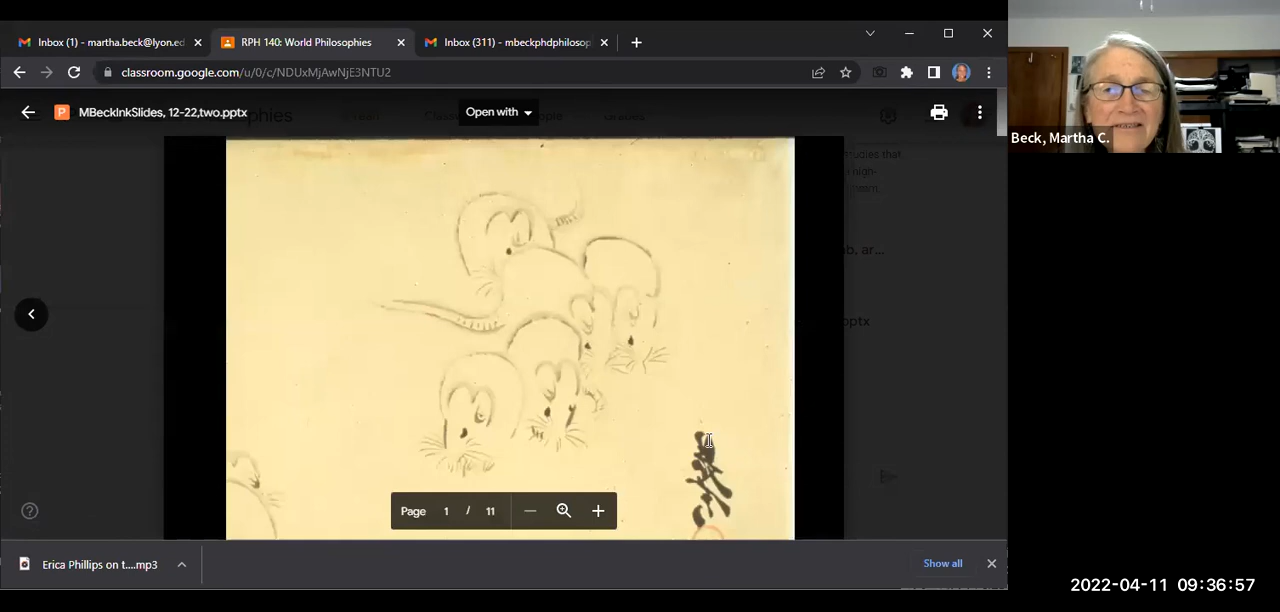 Inbox (1) - martha.beck@lyon.ed
RPH 140: World Philosophies
Inbox (311) - mbeckphdphilosop
classroom.google.com/u/0/c/NDUxMjAwNjE3NTU2
MBeckInkSlides, 12-22,two.pptx
Open with
Beck, Martha C.
Page 1 / 11
Erica Phillips on t....mp3
Show all
2022-04-11 09:36:57